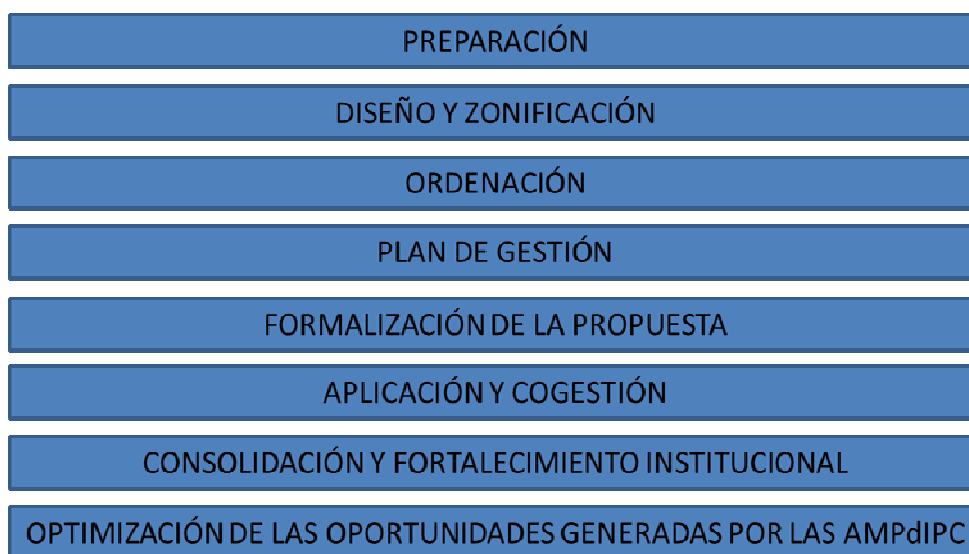 PREPARACIÓN
DISEÑO Y ZONIFICACIÓN
ORDENACIÓN
PLAN DE GESTIÓN
FORMALIZACIÓN DE LA PROPUESTA
APLICACIÓN Y COGESTIÓN
CONSOLIDACIÓN Y FORTALECIMIENTO INSTITUCIONAL
OPTIMIZACIÓN DE LAS OPORTUNIDADES GENERADAS POR LAS AMPdIPC